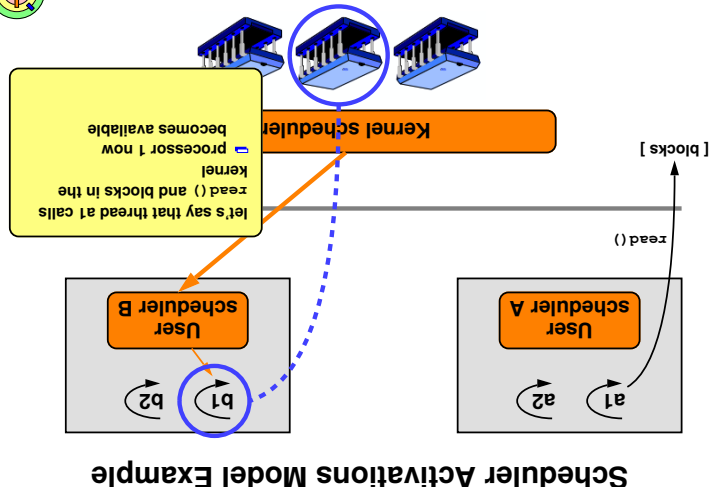 Scheduler Activations Model Example
a1
a2
b1
b2
User
scheduler A
User
scheduler B
read()
[ blocks ]
let's say that thread a1 calls
read() and blocks in the
kernel
processor 1 now
becomes available
Kernel scheduler